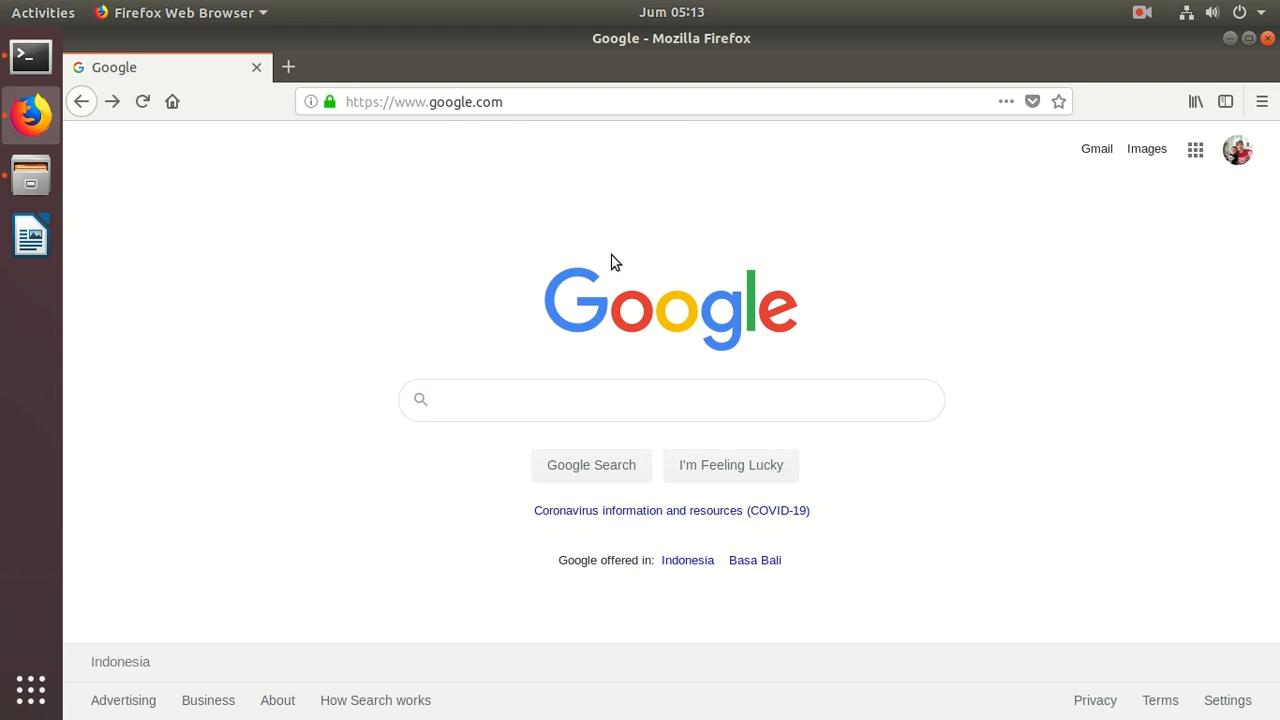 Activities Firefox Web Browser Jum 05:13
Google - Mozilla Firefox
Google
https://www.google.com
Gmail Images
Google
Google Search I'm Feeling Lucky
Coronavirus information and resources (COVID-19)
Google offered in: Indonesia Basa Bali
Indonesia
Advertising Business About How Search works Privacy Terms Settings